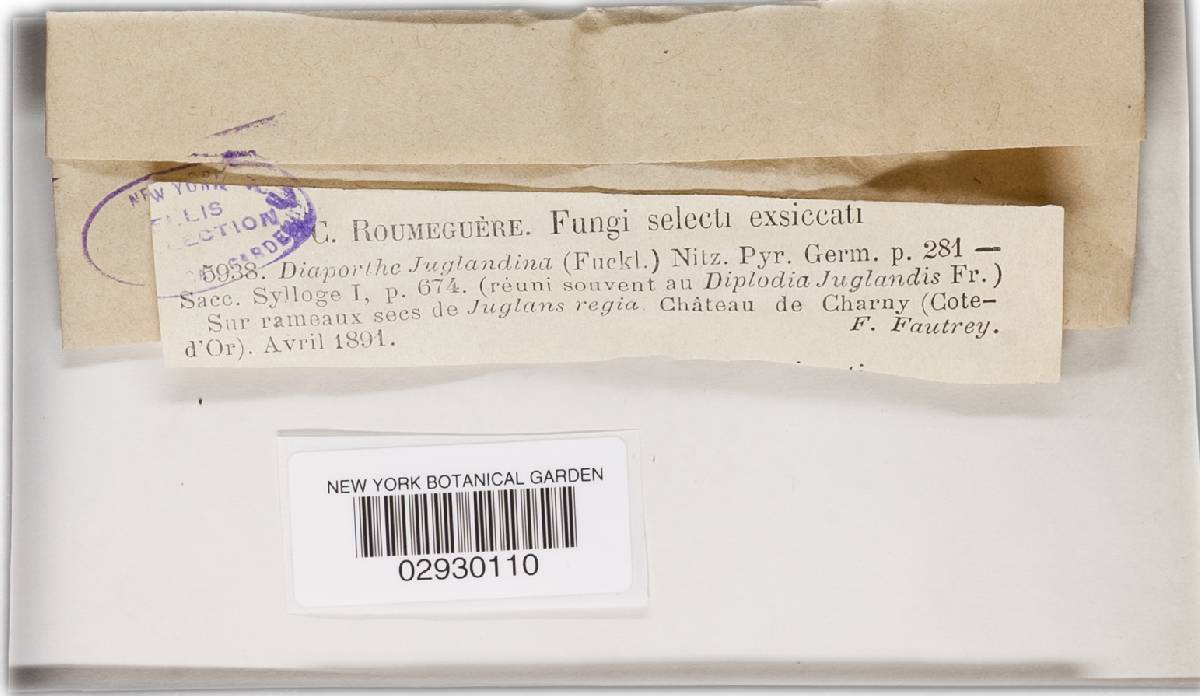 NEW YORK
ELLIS
LECTION
GARDEN
C. ROUMEGUÈRE. Fungi selecti exsiccati
5938. Diaporthe Juglandina (Fuckl.) Nitz. Pyr. Germ. p. 281 —
Sacc. Sylloge I, p. 674. (réuni souvent au Diplodia Juglandis Fr.)
Sur rameaux secs de Juglans regia. Château de Charny (Cote-
d'Or). Avril 1891.
F. Fautrey.
NEW YORK BOTANICAL GARDEN
02930110